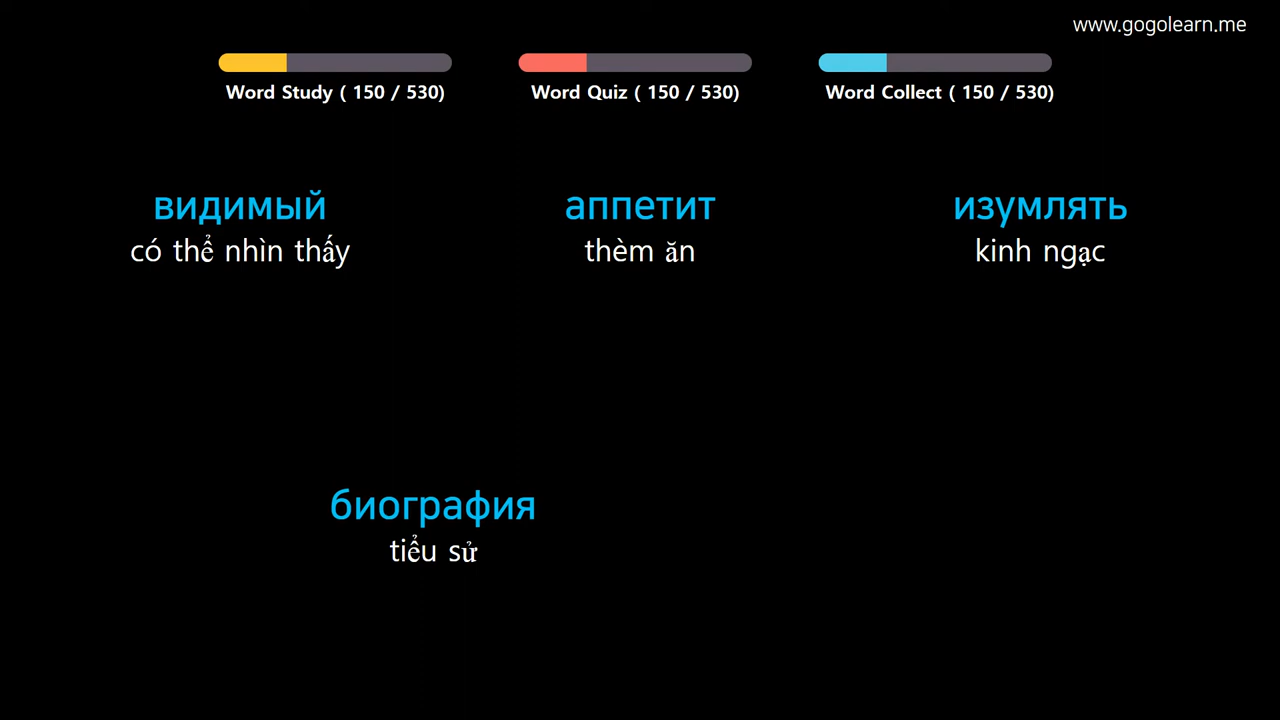 www.gogolearn.me
Word Study ( 150 / 530)
Word Quiz ( 150 / 530)
Word Collect ( 150 / 530)
видимый
có thể nhìn thấy
аппетит
thèm ăn
изумлять
kinh ngạc
биография
tiểu sử